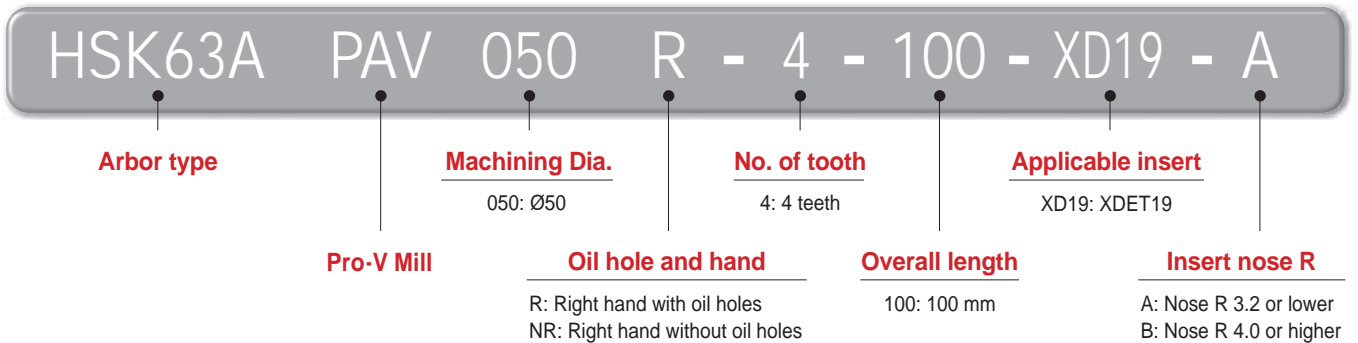 HSK63A PAV 050 R - 4 - 100 - XD19 - A
Arbor type
Machining Dia.
050: Ø50
No. of tooth
4: 4 teeth
Applicable insert
XD19: XDET19
Pro-V Mill
Oil hole and hand
R: Right hand with oil holes
NR: Right hand without oil holes
Overall length
100: 100 mm
Insert nose R
A: Nose R 3.2 or lower
B: Nose R 4.0 or higher